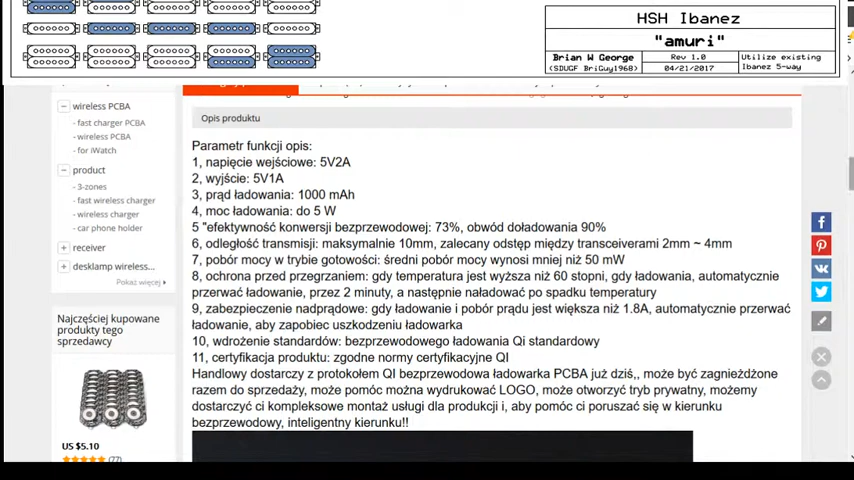 HSH Ibanez
"amuri"
Brian W George
(SDUGF BriGuy1968)
Rev 1.0
04/21/2017
Utilize existing
Ibanez 5-way
wireless PCBA
fast charger PCBA
wireless PCBA
for iWatch
product
3-zones
fast wireless charger
wireless charger
car phone holder
receiver
desklamp wireless...
Pokaż więcej
Najczęściej kupowane
produkty tego
sprzedawcy
US $5.10
(77)
Opis produktu
Parametr funkcji opis:
1, napięcie wejściowe: 5V2A
2, wyjście: 5V1A
3, prąd ładowania: 1000 mAh
4, moc ładowania: do 5 W
5 "efektywność konwersji bezprzewodowej: 73%, obwód doładowania 90%
6, odległość transmisji: maksymalnie 10mm, zalecany odstęp między transceiverami 2mm ~ 4mm
7, pobór mocy w trybie gotowości: średni pobór mocy wynosi mniej niż 50 mW
8, ochrona przed przegrzaniem: gdy temperatura jest wyższa niż 60 stopni, gdy ładowania, automatycznie
przerwać ładowanie, przez 2 minuty, a następnie naładować po spadku temperatury
9, zabezpieczenie nadprądowe: gdy ładowanie i pobór prądu jest większa niż 1.8A, automatycznie przerwać
ładowanie, aby zapobiec uszkodzeniu ładowarka
10, wdrożenie standardów: bezprzewodowego ładowania Qi standardowy
11, certyfikacja produktu: zgodne normy certyfikacyjne QI
Handlowy dostarczy z protokołem QI bezprzewodowa ładowarka PCBA już dziś,, może być zagnieżdżone
razem do sprzedaży, może pomóc można wydrukować LOGO, może otworzyć tryb prywatny, możemy
dostarczyć ci kompleksowe montaż usługi dla produkcji i, aby pomóc ci poruszać się w kierunku
bezprzewodowy, inteligentny kierunku!!